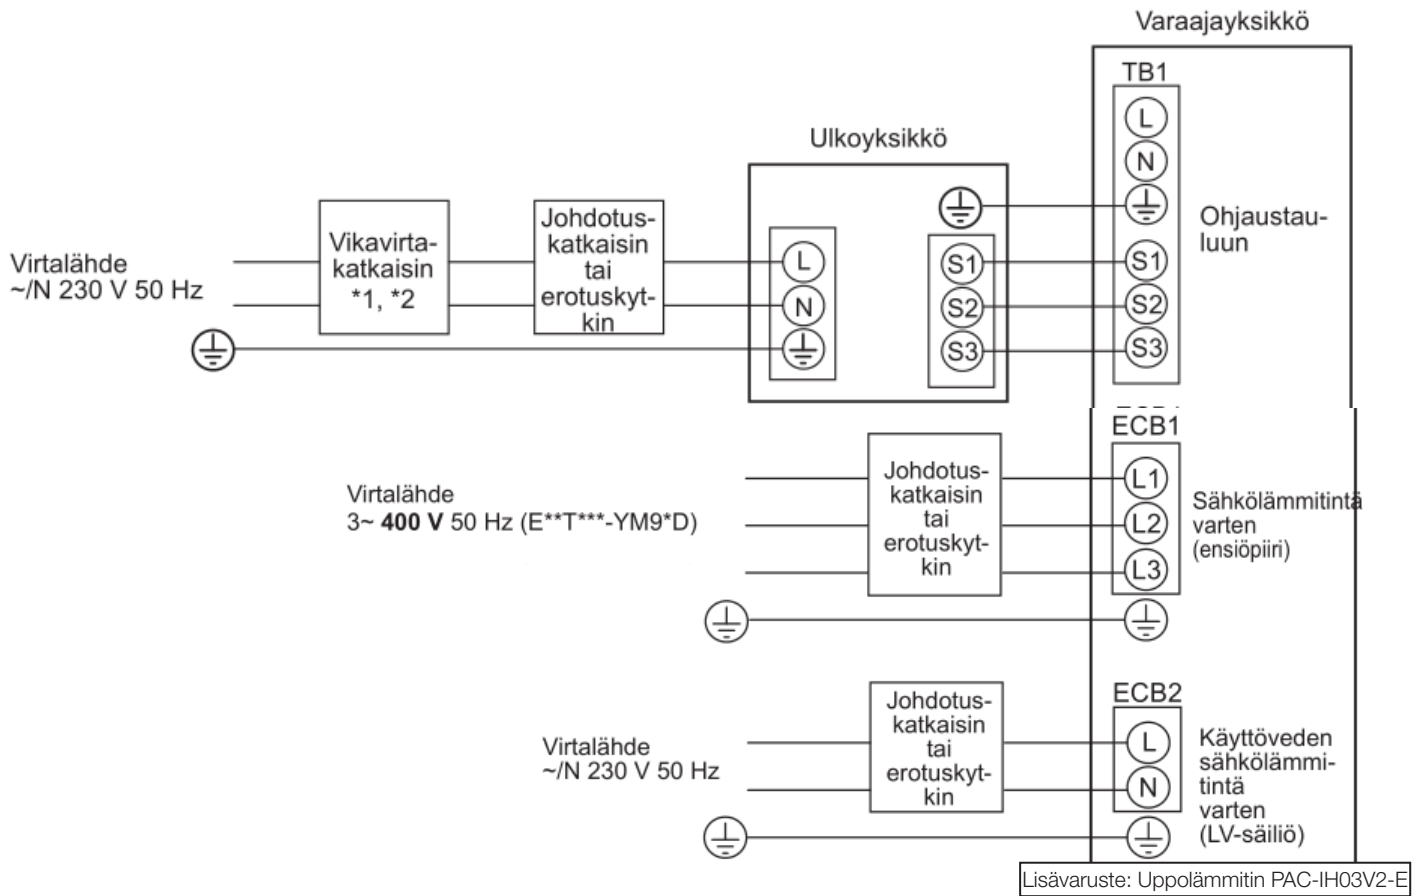 Varaajayksikkö
TB1
L
N
Ohjaustau-
luun
S1
S2
S3
Ulkoyksikkö
L
N
S1
S2
S3
Johdotus-
katkaisin
tai
erotuskyt-
kin
Vikavirta-
katkaisin
*1, *2
Virtalähde
~/N 230 V 50 Hz
ECB1
L1
L2
L3
Sähkölämmitintä
varten
(ensiöpiiri)
Johdotus-
katkaisin
tai
erotuskyt-
kin
Virtalähde
3~ 400 V 50 Hz (E**T***-YM9*D)
ECB2
L
N
Käyttöveden
sähkölämmi-
tintä
varten
(LV-säiliö)
Johdotus-
katkaisin
tai
erotuskyt-
kin
Virtalähde
~/N 230 V 50 Hz
Lisävaruste: Uppolämmitin PAC-IH03V2-E